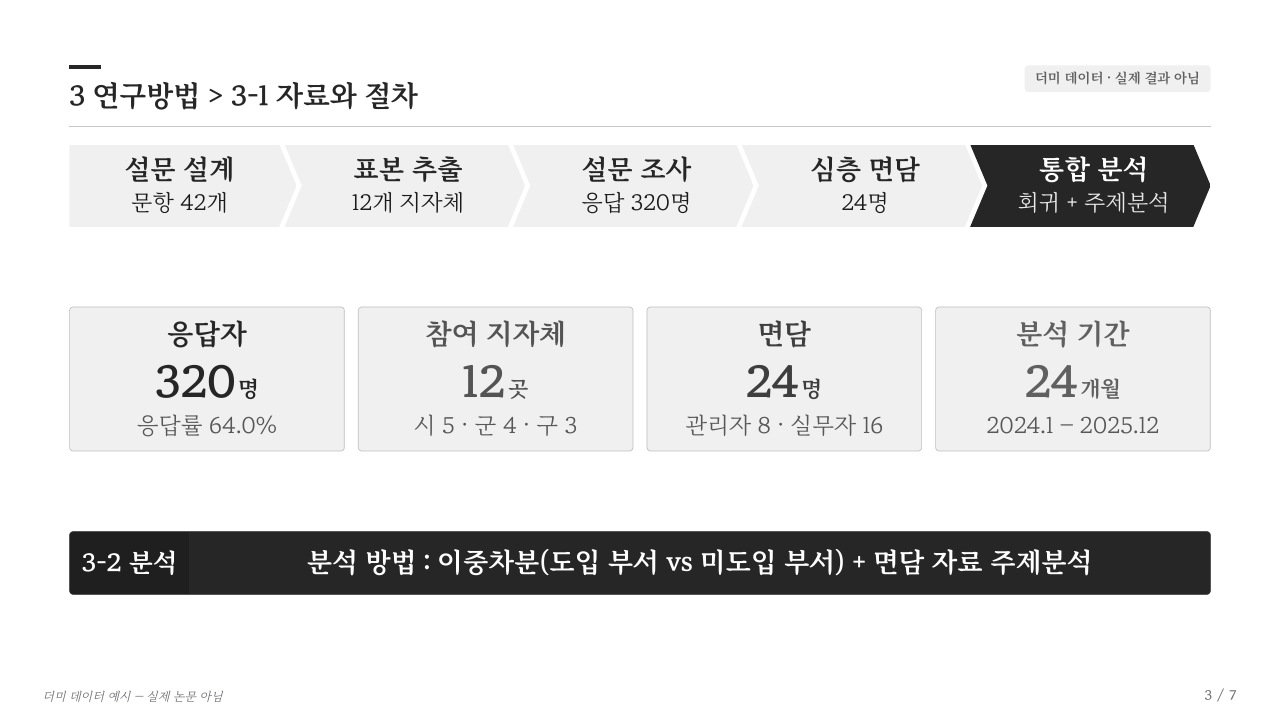 3 연구방법 > 3-1 자료와 절차
더미 데이터 · 실제 결과 아님
설문 설계
문항 42개
표본 추출
12개 지자체
설문 조사
응답 320명
심층 면담
24명
통합 분석
회귀 + 주제분석
응답자
320명
응답률 64.0%
참여 지자체
12곳
시 5 · 군 4 · 구 3
면담
24명
관리자 8 · 실무자 16
분석 기간
24개월
2024.1 – 2025.12
3-2 분석
분석 방법 : 이중차분(도입 부서 vs 미도입 부서) + 면담 자료 주제분석
더미 데이터 예시 – 실제 논문 아님
3 / 7